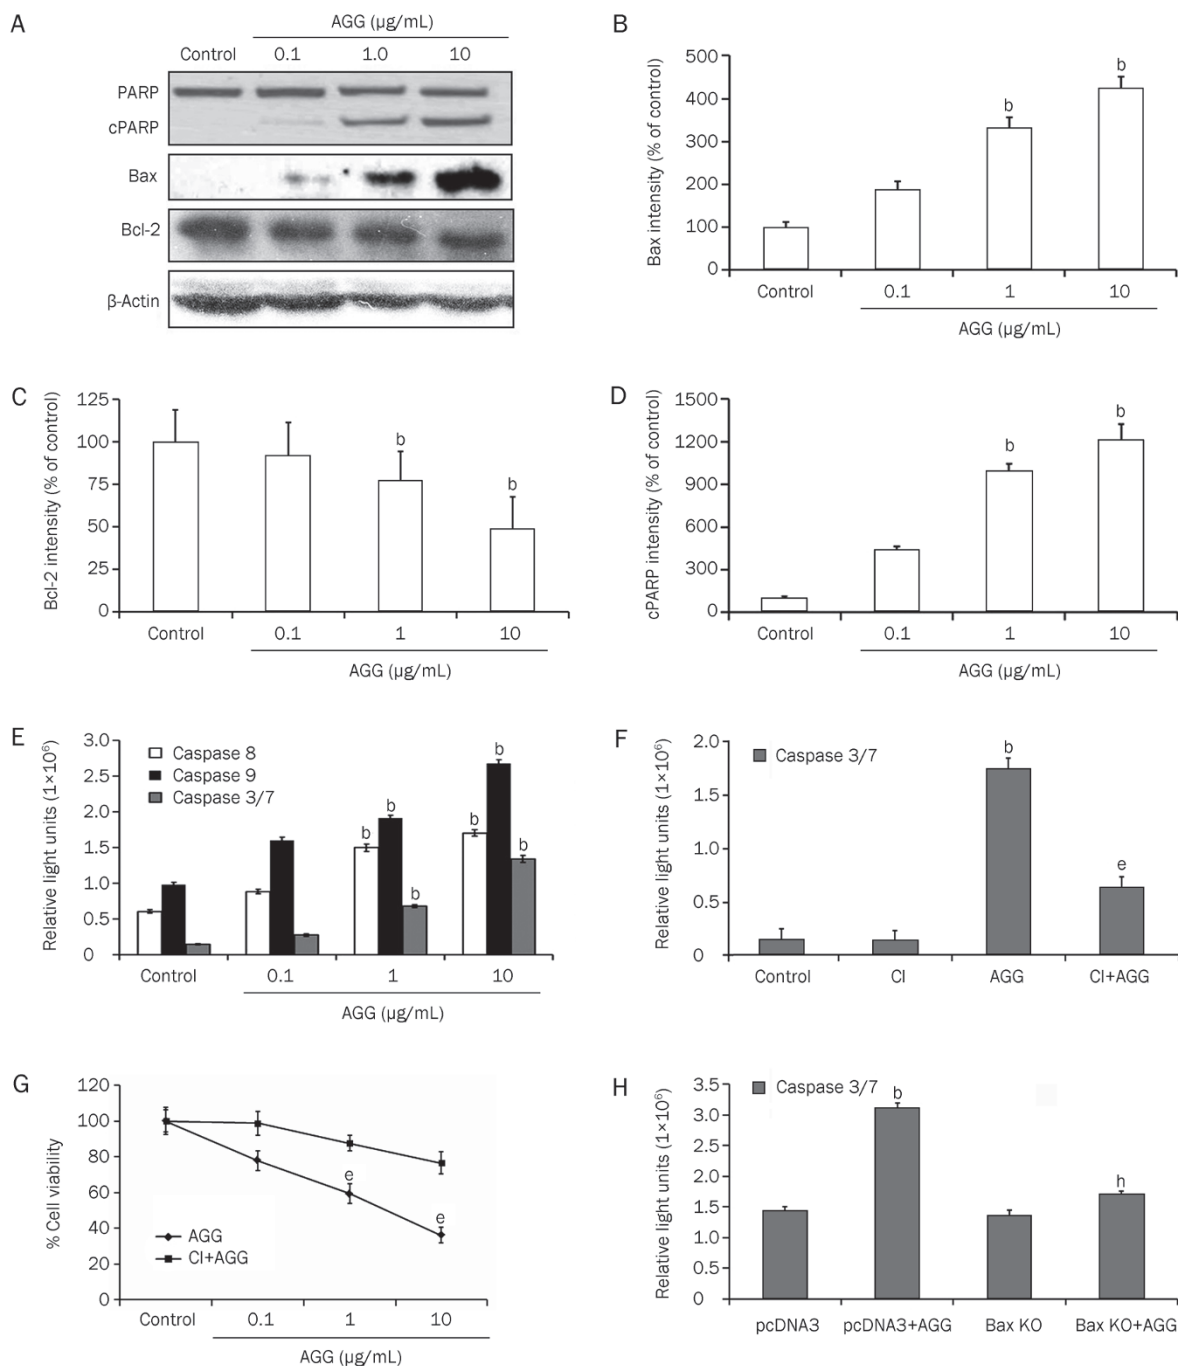 A
AGG (µg/mL)
Control 0.1 1.0 10
PARP
cPARP
Bax
Bcl-2
β-Actin
B
Bax intensity (% of control)
500
400
300
200
100
0
b
b
Control 0.1 1 10
AGG (µg/mL)
C
Bcl-2 intensity (% of control)
125
100
75
50
25
0
b
b
Control 0.1 1 10
AGG (µg/mL)
D
cPARP intensity (% of control)
1500
1200
900
600
300
0
b
b
Control 0.1 1 10
AGG (µg/mL)
E
Relative light units (1×10⁶)
3.0
2.5
2.0
1.5
1.0
0.5
0
Caspase 8
Caspase 9
Caspase 3/7
b b b
b b b
Control 0.1 1 10
AGG (µg/mL)
F
Relative light units (1×10⁶)
2.0
1.5
1.0
0.5
0
Caspase 3/7
b
e
Control CI AGG CI+AGG
G
% Cell viability
120
100
80
60
40
20
0
e
e
AGG
CI+AGG
Control 0.1 1 10
AGG (µg/mL)
H
Relative light units (1×10⁶)
3.5
3.0
2.5
2.0
1.5
1.0
0.5
0
Caspase 3/7
b
h
pcDNA3 pcDNA3+AGG Bax KO Bax KO+AGG